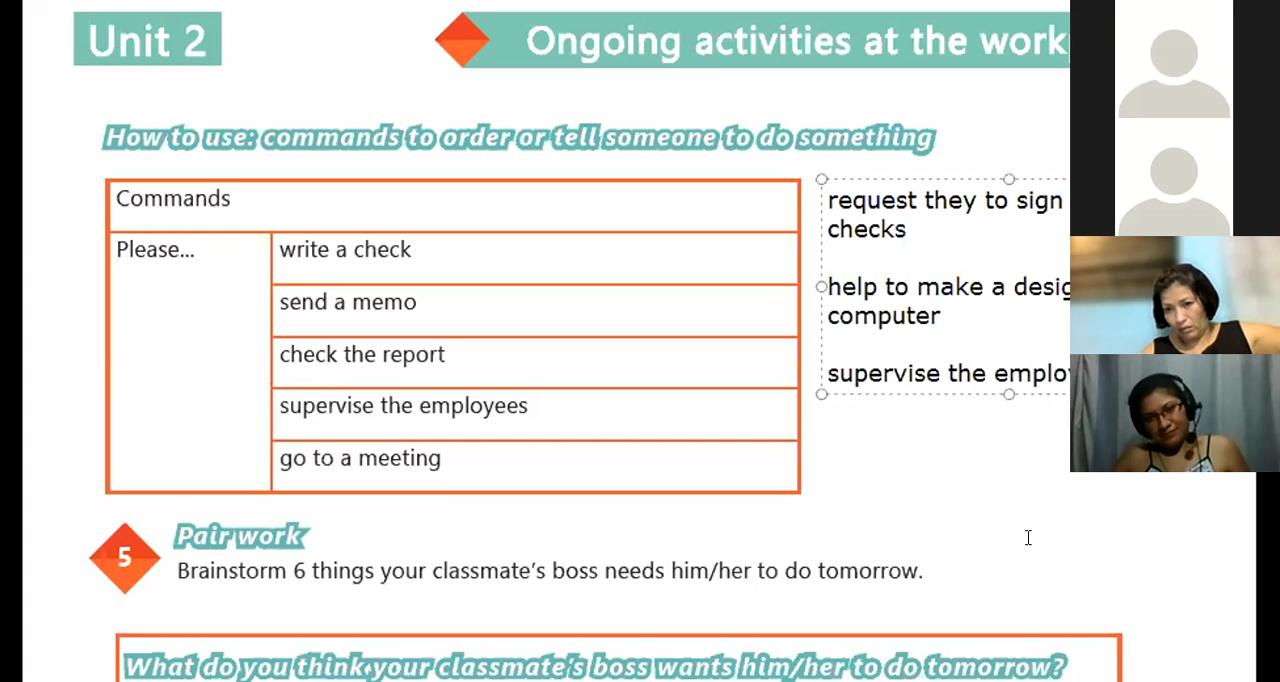 Unit 2
Ongoing activities at the work
How to use: commands to order or tell someone to do something
Commands
Please...
write a check
send a memo
check the report
supervise the employees
go to a meeting
request they to sign
checks
help to make a desig
computer
supervise the emplo
5
Pair work
Brainstorm 6 things your classmate's boss needs him/her to do tomorrow.
What do you think your classmate's boss wants him/her to do tomorrow?